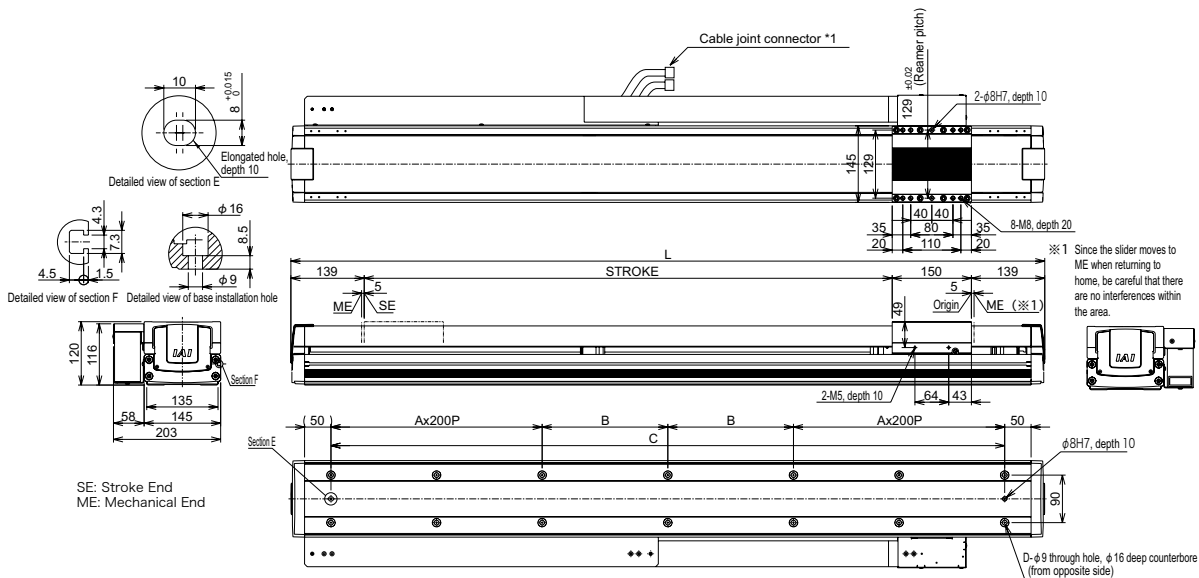 Cable joint connector *1
10
8 +0.015 0
Elongated hole,
depth 10
Detailed view of section E
129 ±0.02
(Reamer pitch)
2-φ8H7, depth 10
145
129
40 40
35 80 35
20 110 20
8-M8, depth 20
4.3
7.3
4.5 1.5
Detailed view of section F
φ16
8.5
φ9
Detailed view of base installation hole
L
139 STROKE 150 139
5
ME SE
49
5
Origin ME (※1)
※1 Since the slider moves to
ME when returning to
home, be careful that there
are no interferences within
the area.
120
116
IAI
Section F
135
58 145
203
2-M5, depth 10
64 43
IAI
(50) Ax200P B B Ax200P 50
C
Section E
φ8H7, depth 10
90
SE: Stroke End
ME: Mechanical End
D-φ9 through hole, φ16 deep counterbore
(from opposite side)